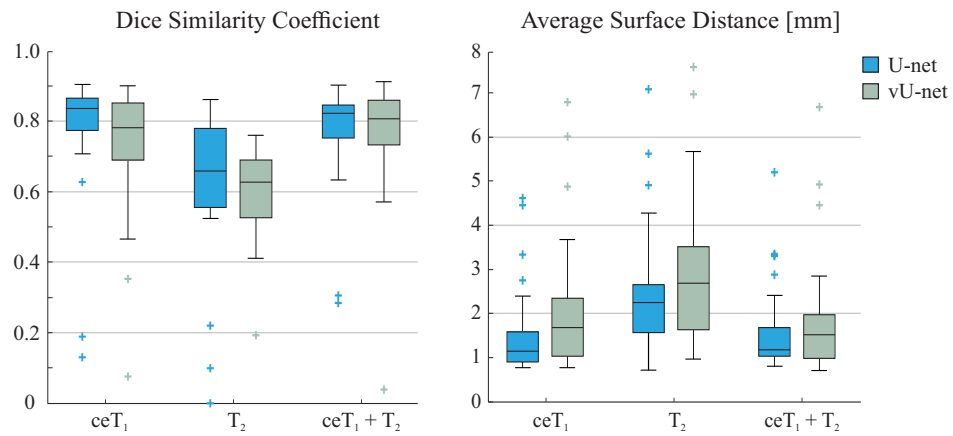 Dice Similarity Coefficient
1.0
0.8
0.6
0.4
0.2
0
ceT₁
T₂
ceT₁ + T₂
Average Surface Distance [mm]
8
7
6
5
4
3
2
1
0
ceT₁
T₂
ceT₁ + T₂
U-net
vU-net